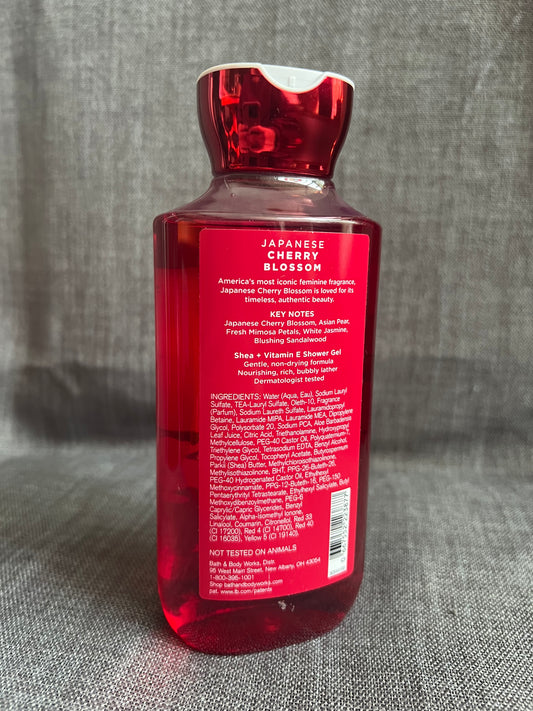 JAPANESE
CHERRY
BLOSSOM
America's most iconic feminine fragrance,
Japanese Cherry Blossom is loved for its
timeless, authentic beauty.
KEY NOTES
Japanese Cherry Blossom, Asian Pear,
Fresh Mimosa Petals, White Jasmine,
Blushing Sandalwood
Shea + Vitamin E Shower Gel
Gentle, non-drying formula
Nourishing, rich, bubbly lather
Dermatologist tested
INGREDIENTS: Water (Aqua, Eau), Sodium Lauryl
Sulfate, TEA-Lauryl Sulfate, Oleth-10, Fragrance
(Parfum), Sodium Laureth Sulfate, Lauramidopropyl
Betaine, Lauramide MIPA, Lauramide MEA, Dipropylene
Glycol, Polysorbate 20, Sodium PCA, Aloe Barbadensis
Leaf Juice, Citric Acid, Triethanolamine, Hydroxypropyl
Methylcellulose, PEG-40 Castor Oil, Polyquaternium-7,
Triethylene Glycol, Tetrasodium EDTA, Benzyl Alcohol,
Propylene Glycol, Tocopheryl Acetate, Butyrospermum
Parkii (Shea) Butter, Methylchloroisothiazolinone,
Methylisothiazolinone, BHT, PPG-26-Buteth-26,
PEG-40 Hydrogenated Castor Oil, Ethylhexyl
Methoxycinnamate, PPG-12-Buteth-16, PEG-150
Pentaerythrityl Tetrastearate, Ethylhexyl Salicylate, Butyl
Methoxydibenzoylmethane, PEG-6
Caprylic/Capric Glycerides, Benzyl
Salicylate, Alpha-Isomethyl Ionone,
Linalool, Coumarin, Citronellol, Red 33
(CI 17200), Red 4 (CI 14700), Red 40
(CI 16035), Yellow 5 (CI 19140).
NOT TESTED ON ANIMALS
Bath & Body Works, Distr.
95 West Main Street, New Albany, OH 43054
1-800-395-1001
Shop bathandbodyworks.com
pat. www.lb.com/patents